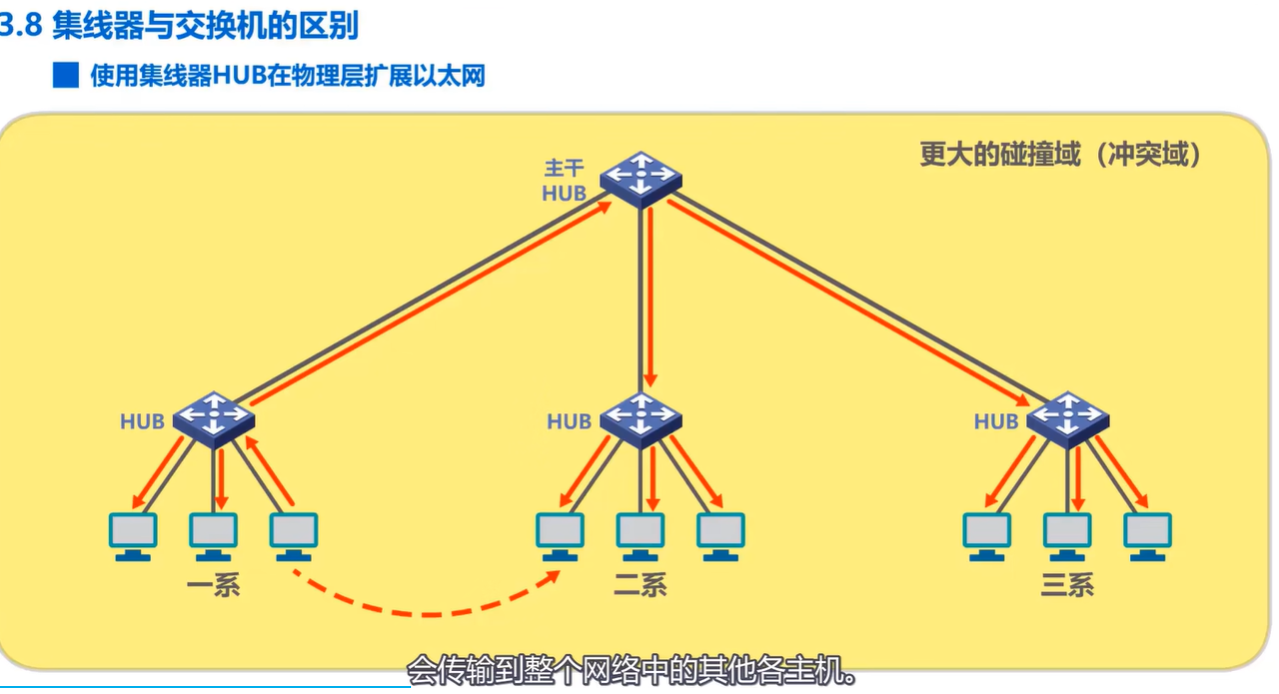 3.8 集线器与交换机的区别
使用集线器HUB在物理层扩展以太网
更大的碰撞域（冲突域）
主干
HUB
HUB
HUB
HUB
一系
二系
三系
会传输到整个网络中的其他各主机。